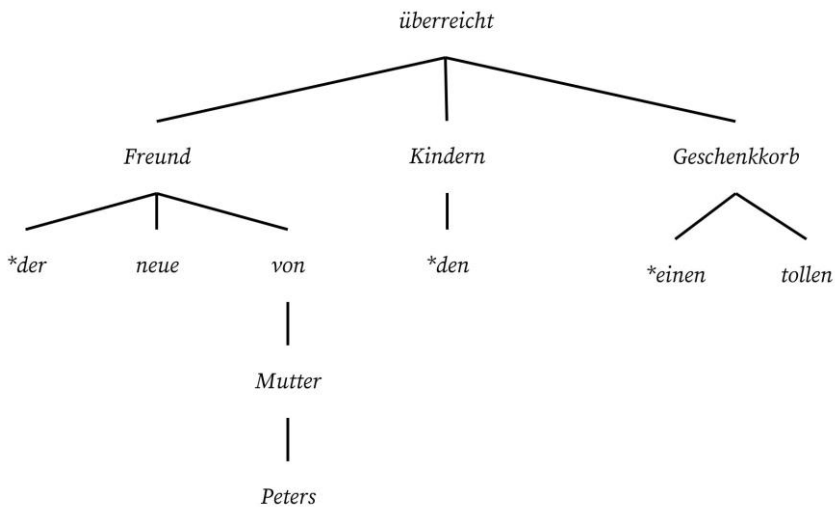 überreicht
Freund Kindern Geschenkkorb
*der neue von *den *einen tollen
Mutter
Peters